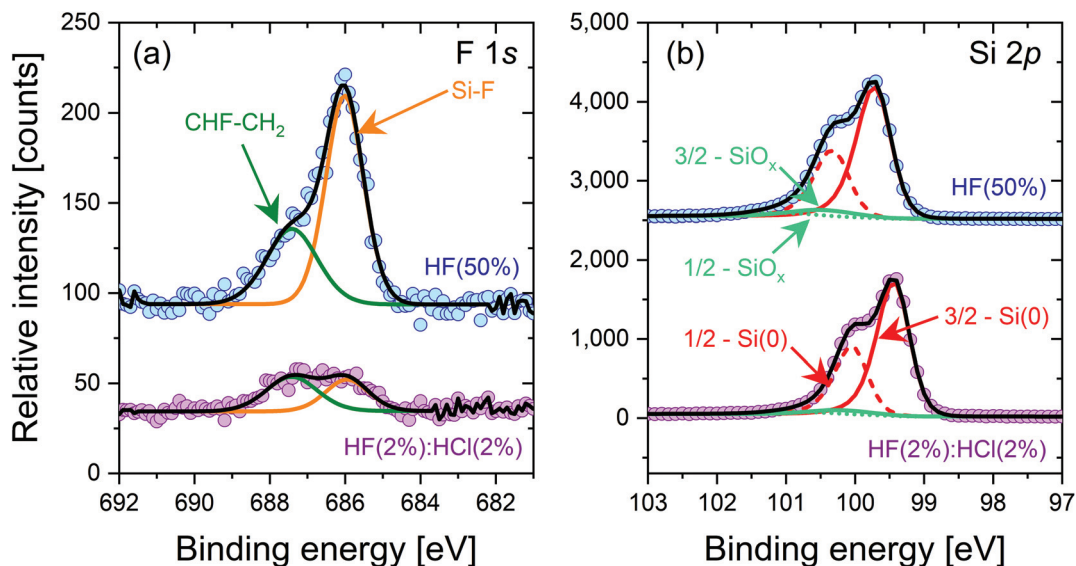 (a)
F 1s
Si-F
CHF-CH₂
HF(50%)
HF(2%):HCl(2%)
Relative intensity [counts]
250
200
150
100
50
0
692
690
688
686
684
682
Binding energy [eV]
(b)
Si 2p
3/2 - SiOₓ
HF(50%)
1/2 - SiOₓ
3/2 - Si(0)
1/2 - Si(0)
HF(2%):HCl(2%)
5,000
4,000
3,000
2,000
1,000
0
103
102
101
100
99
98
97
Binding energy [eV]